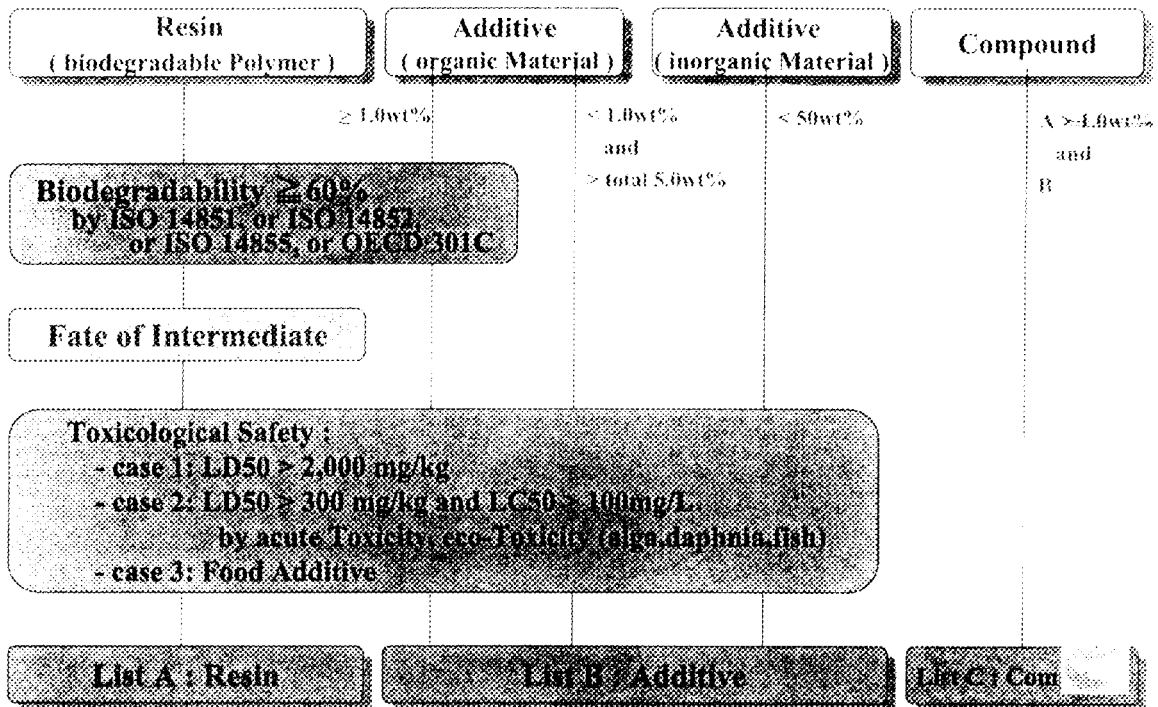 Resin
( biodegradable Polymer )
Additive
( organic Material )
Additive
( inorganic Material )
Compound
≥ 1.0wt%
< 1.0wt%
and
> total 5.0wt%
< 50wt%
A >
and
B
Biodegradability ≧ 60%
by ISO 14851, or ISO 14852,
or ISO 14855, or OECD 301C
Fate of Intermediate
Toxicological Safety :
- case 1: LD50 > 2,000 mg/kg
- case 2: LD50 ≥ 300 mg/kg and LC50 ≥ 100mg/L
by acute Toxicity, eco-Toxicity (alga,daphnia,fish)
- case 3: Food Additive
List A : Resin
List B : Additive
List C : Com